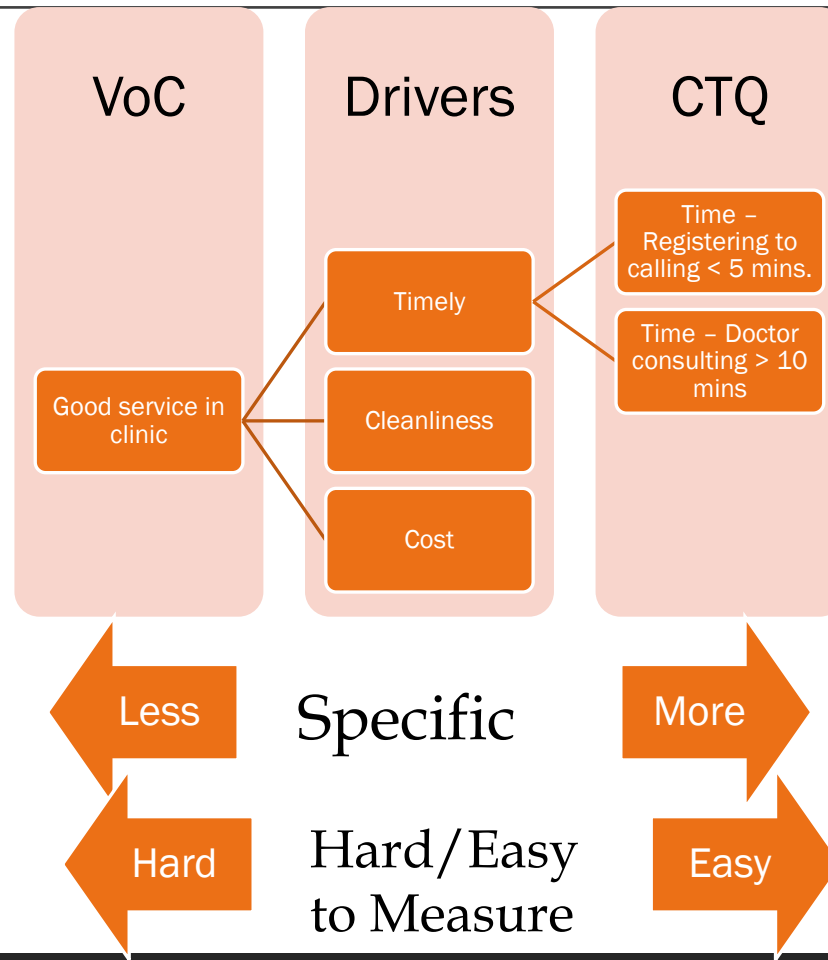 VoC
Drivers
CTQ
Good service in
clinic
Timely
Cleanliness
Cost
Time –
Registering to
calling < 5 mins.
Time – Doctor
consulting > 10
mins
Less
Specific
More
Hard
Hard/Easy
to Measure
Easy